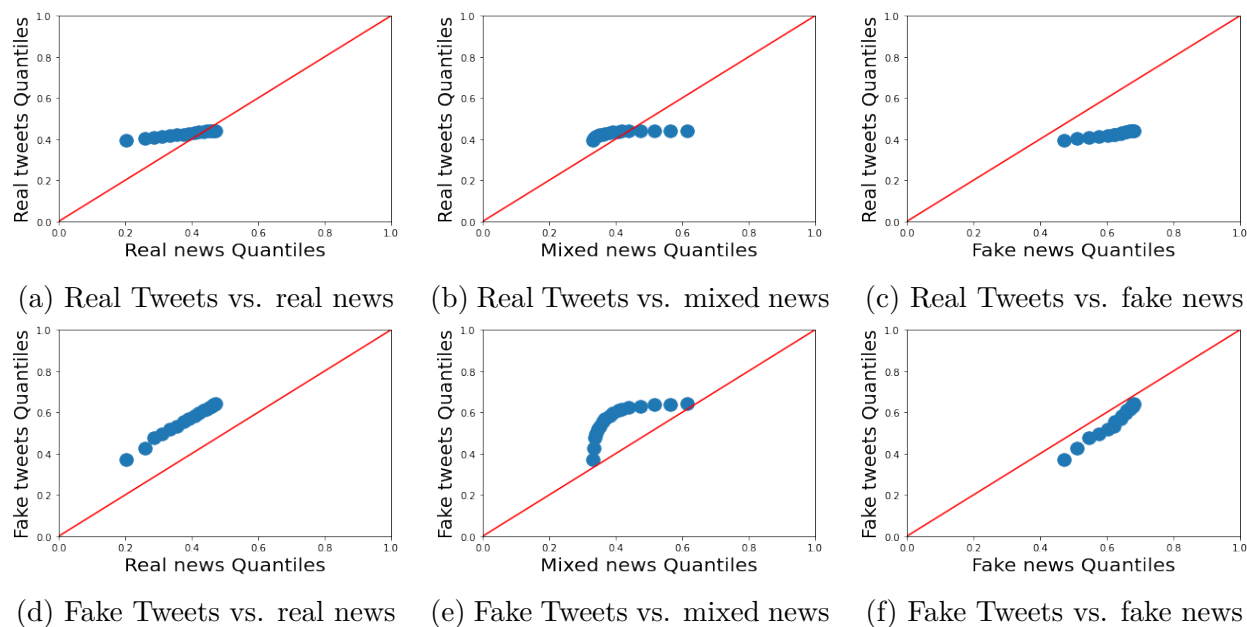 1.0
0.8
0.6
0.4
0.2
0.0
Real tweets Quantiles
0.0 0.2 0.4 0.6 0.8 1.0
Real news Quantiles
(a) Real Tweets vs. real news
1.0
0.8
0.6
0.4
0.2
0.0
Real tweets Quantiles
0.0 0.2 0.4 0.6 0.8 1.0
Mixed news Quantiles
(b) Real Tweets vs. mixed news
1.0
0.8
0.6
0.4
0.2
0.0
Real tweets Quantiles
0.0 0.2 0.4 0.6 0.8 1.0
Fake news Quantiles
(c) Real Tweets vs. fake news
1.0
0.8
0.6
0.4
0.2
0.0
Fake tweets Quantiles
0.0 0.2 0.4 0.6 0.8 1.0
Real news Quantiles
(d) Fake Tweets vs. real news
1.0
0.8
0.6
0.4
0.2
0.0
Fake tweets Quantiles
0.0 0.2 0.4 0.6 0.8 1.0
Mixed news Quantiles
(e) Fake Tweets vs. mixed news
1.0
0.8
0.6
0.4
0.2
0.0
Fake tweets Quantiles
0.0 0.2 0.4 0.6 0.8 1.0
Fake news Quantiles
(f) Fake Tweets vs. fake news